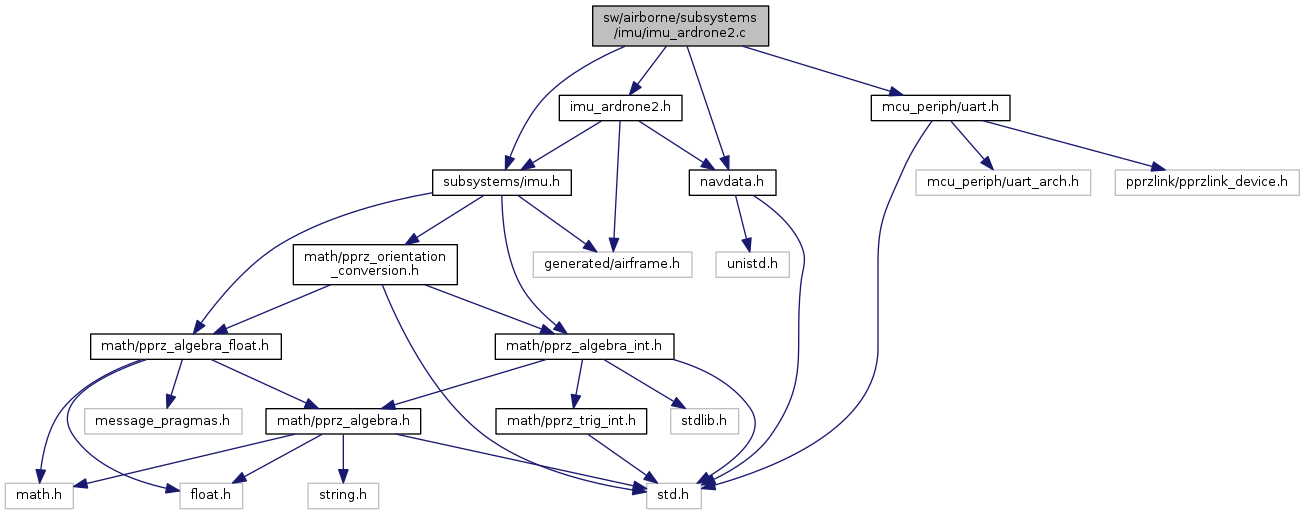 sw/airborne/subsystems
/imu/imu_ardrone2.c
imu_ardrone2.h
mcu_periph/uart.h
subsystems/imu.h
navdata.h
mcu_periph/uart_arch.h
pprzlink/pprzlink_device.h
math/pprz_orientation
_conversion.h
generated/airframe.h
unistd.h
math/pprz_algebra_float.h
math/pprz_algebra_int.h
message_pragmas.h
math/pprz_algebra.h
math/pprz_trig_int.h
stdlib.h
math.h
float.h
string.h
std.h